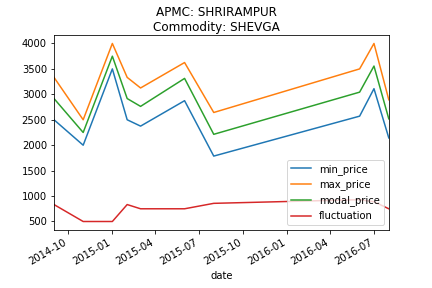 APMC: SHRIRAMPUR
Commodity: SHEVGA
4000
3500
3000
2500
2000
1500
1000
500
min_price
max_price
modal_price
fluctuation
2014-10
2015-01
2015-04
2015-07
2015-10
2016-01
2016-04
2016-07
date